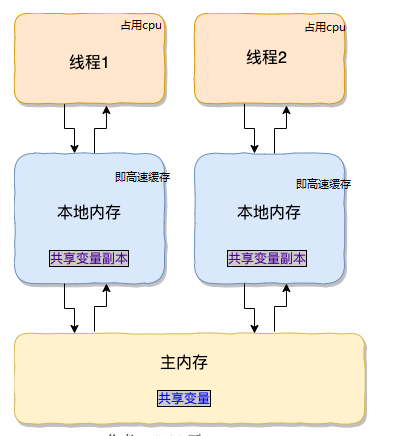 占用cpu
线程1
占用cpu
线程2
即高速缓存
本地内存
共享变量副本
即高速缓存
本地内存
共享变量副本
主内存
共享变量